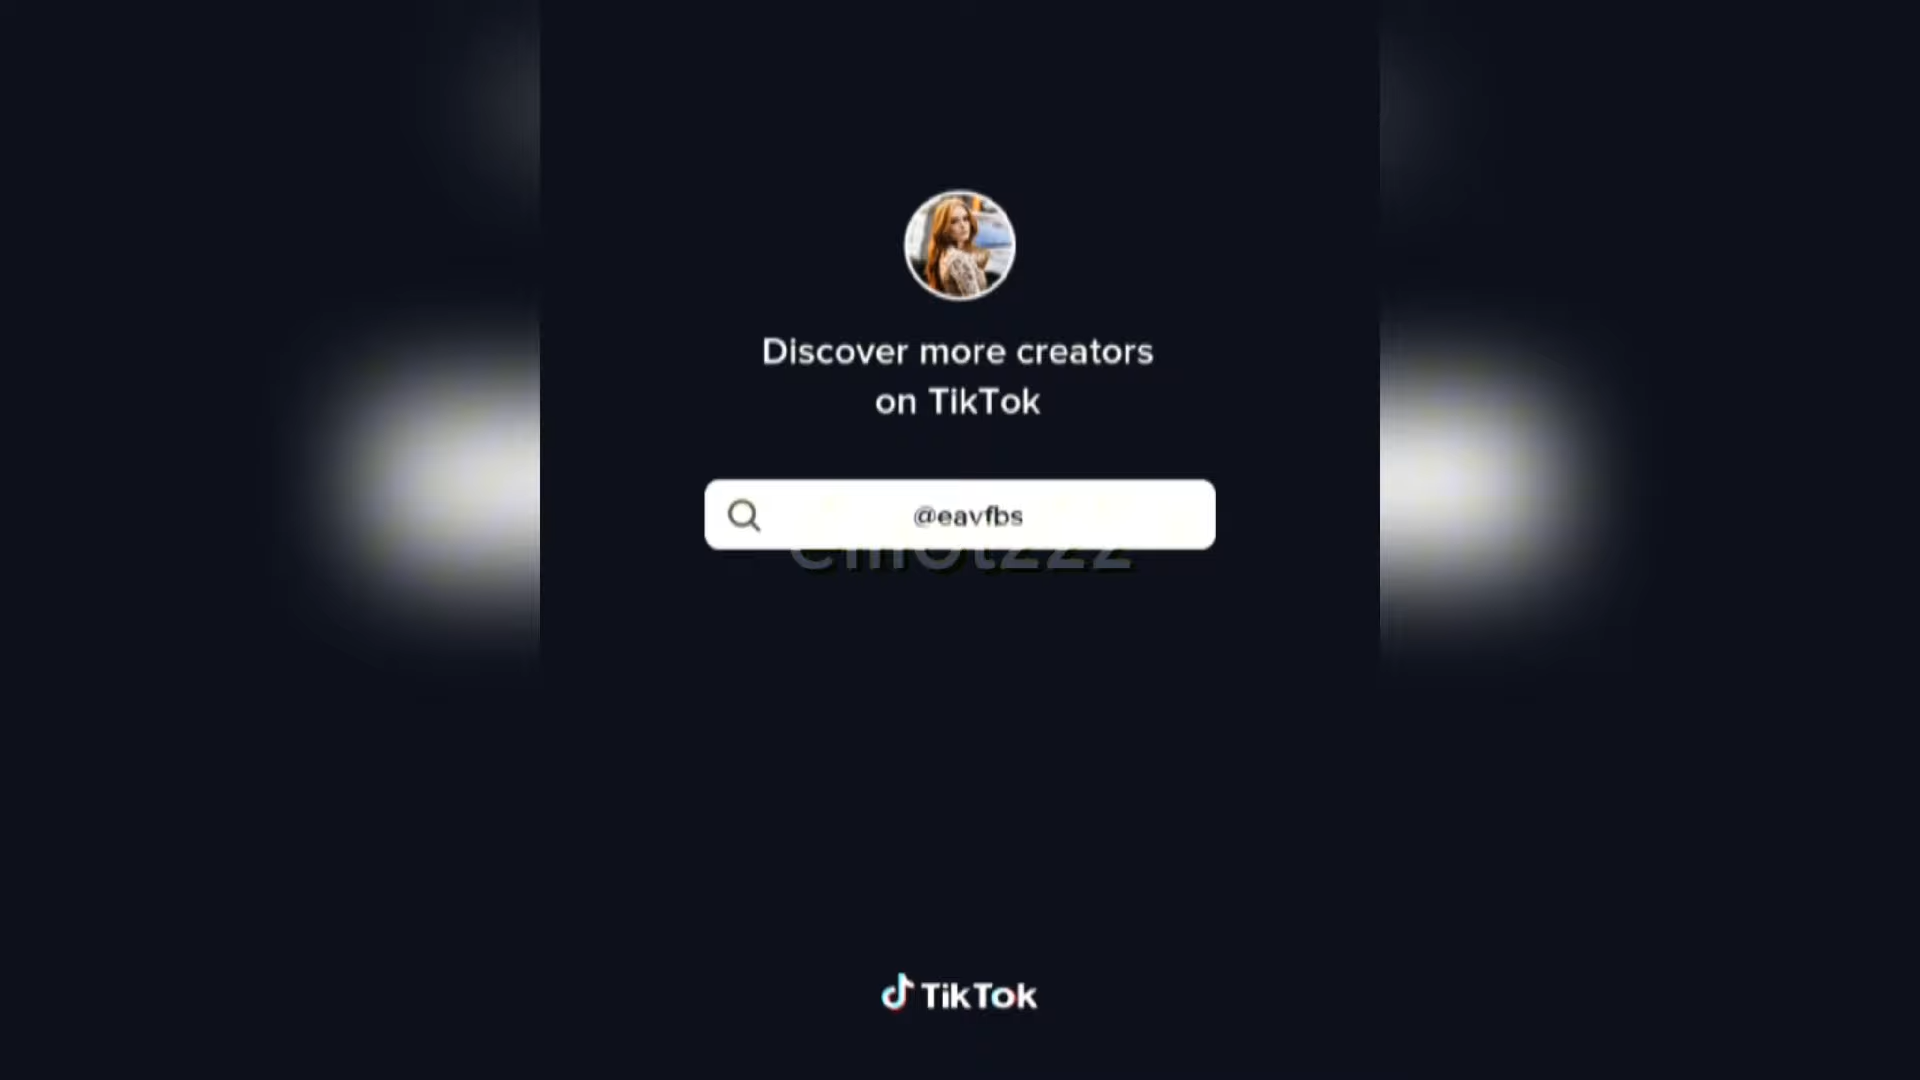 Discover more creators
on TikTok
@eavfbs
TikTok